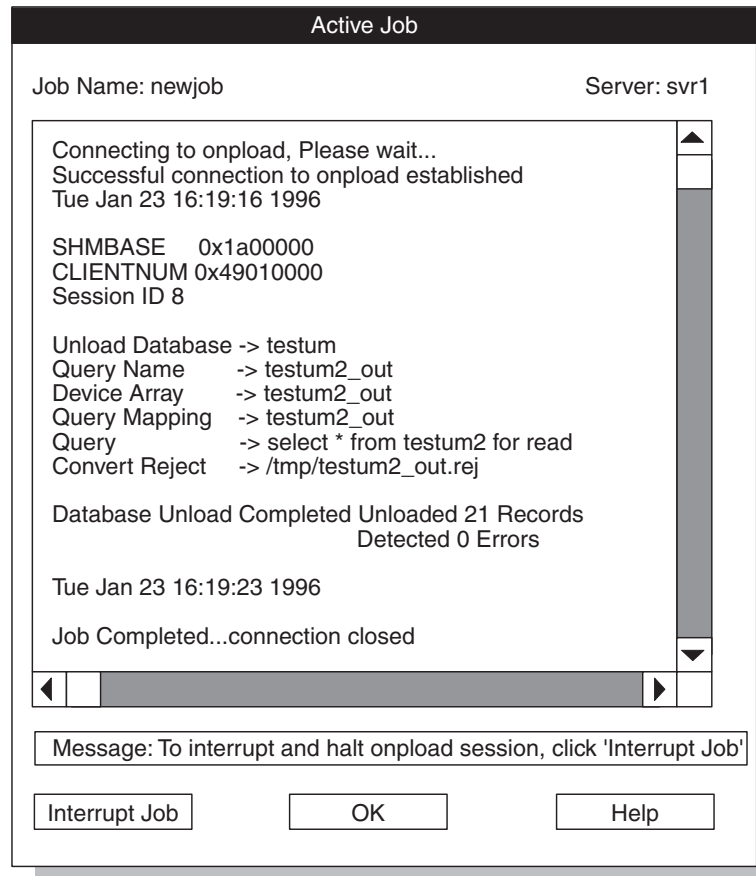 Active Job
Job Name: newjob
Server: svr1
Connecting to onpload, Please wait...
Successful connection to onpload established
Tue Jan 23 16:19:16 1996
SHMBASE 0x1a00000
CLIENTNUM 0x49010000
Session ID 8
Unload Database -> testum
Query Name -> testum2_out
Device Array -> testum2_out
Query Mapping -> testum2_out
Query -> select * from testum2 for read
Convert Reject -> /tmp/testum2_out.rej
Database Unload Completed Unloaded 21 Records
Detected 0 Errors
Tue Jan 23 16:19:23 1996
Job Completed...connection closed
Message: To interrupt and halt onpload session, click 'Interrupt Job'
Interrupt Job
OK
Help